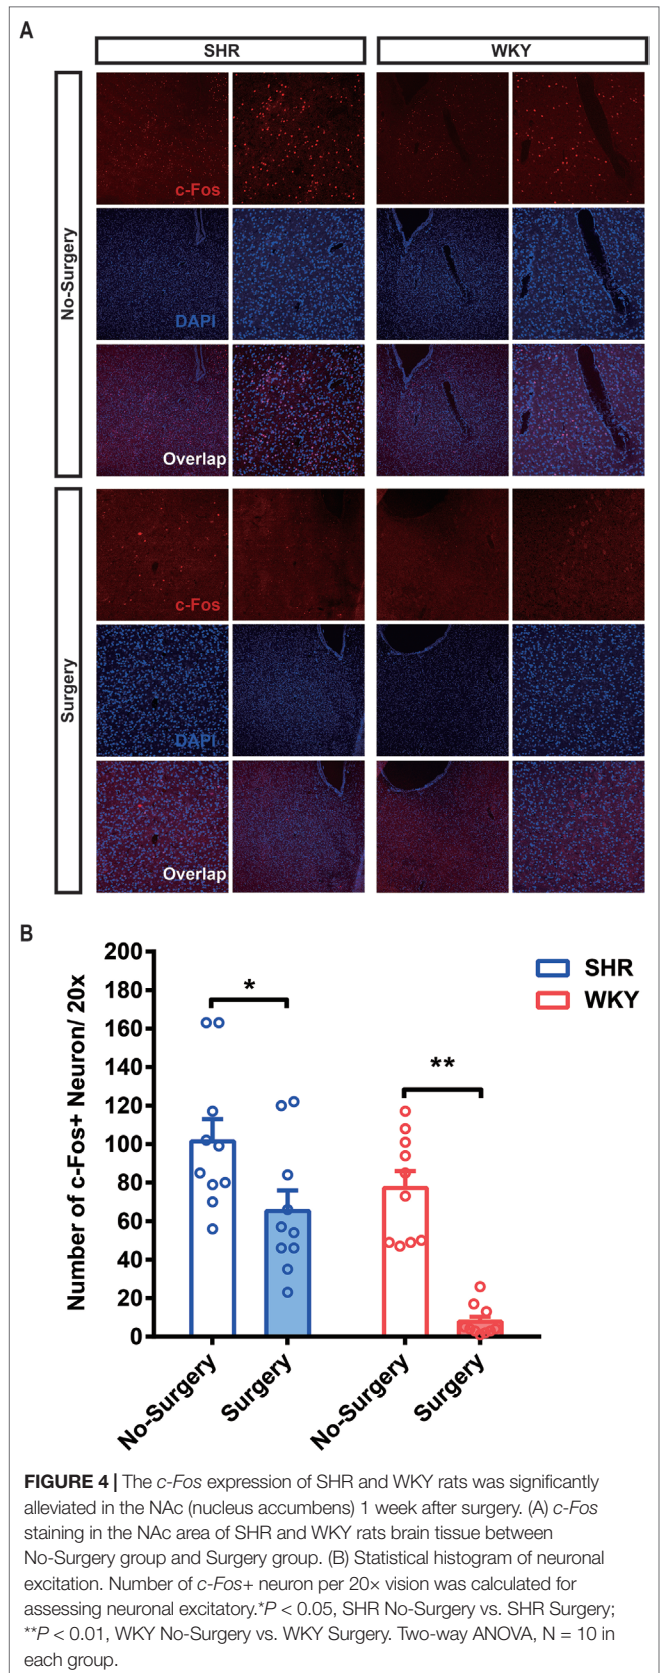 A
SHR
WKY
No-Surgery
c-Fos
DAPI
Overlap
Surgery
c-Fos
DAPI
Overlap
B
Number of c-Fos+ Neuron/ 20x
200
180
160
140
120
100
80
60
40
20
0
*
**
SHR
WKY
No-Surgery
Surgery
No-Surgery
Surgery
FIGURE 4 | The c-Fos expression of SHR and WKY rats was significantly
alleviated in the NAc (nucleus accumbens) 1 week after surgery. (A) c-Fos
staining in the NAc area of SHR and WKY rats brain tissue between
No-Surgery group and Surgery group. (B) Statistical histogram of neuronal
excitation. Number of c-Fos+ neuron per 20× vision was calculated for
assessing neuronal excitatory.*P < 0.05, SHR No-Surgery vs. SHR Surgery;
**P < 0.01, WKY No-Surgery vs. WKY Surgery. Two-way ANOVA, N = 10 in
each group.